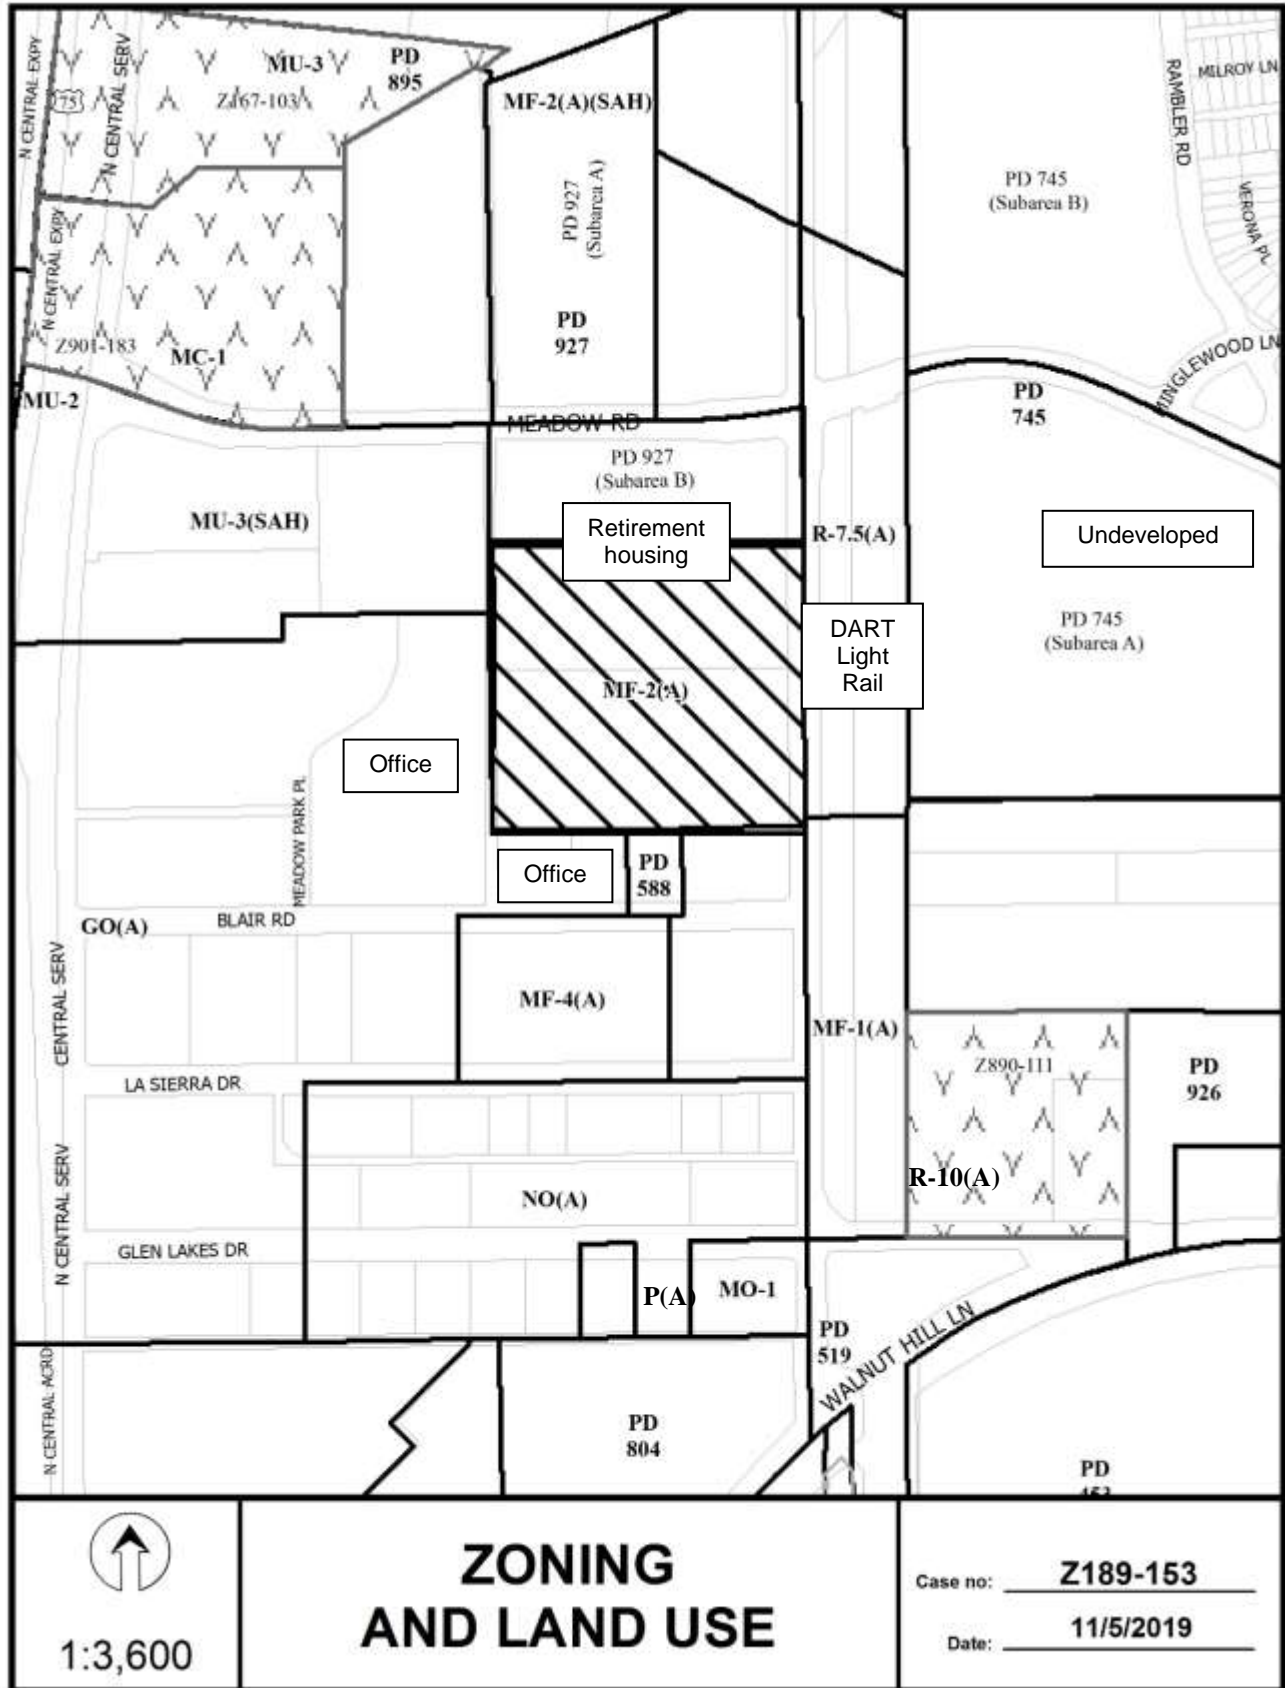 N CENTRAL EXPY
75
N CENTRAL SERV
MU-3
Z167-103
PD
895
MF-2(A)(SAH)
PD 927
(Subarea A)
PD
927
PD 745
(Subarea B)
RAMBLER RD
MILROY LN
VERONA PL
N CENTRAL EXPY
Z901-183
MC-1
MU-2
MEADOW RD
PD
745
PD 927
(Subarea B)
MU-3(SAH)
Retirement
housing
R-7.5(A)
Undeveloped
DART
Light
Rail
PD 745
(Subarea A)
MF-2(A)
Office
MEADOW PARK PL
Office
PD
588
GO(A)
BLAIR RD
CENTRAL SERV
MF-4(A)
MF-1(A)
Z890-111
PD
926
LA SIERRA DR
N CENTRAL SERV
NO(A)
R-10(A)
GLEN LAKES DR
P(A)
MO-1
PD
519
WALNUT HILL LN
N CENTRAL ACRD
PD
804
PD
453
1:3,600
ZONING
AND LAND USE
Case no: Z189-153
Date: 11/5/2019